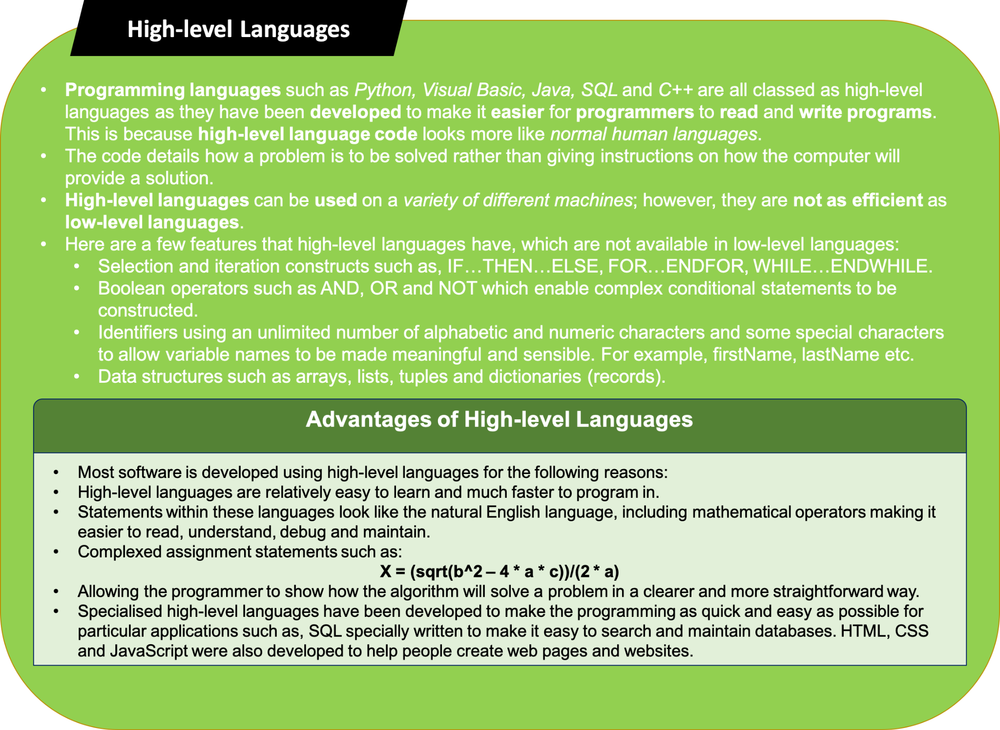 High-level Languages
• Programming languages such as Python, Visual Basic, Java, SQL and C++ are all classed as high-level
languages as they have been developed to make it easier for programmers to read and write programs.
This is because high-level language code looks more like normal human languages.
• The code details how a problem is to be solved rather than giving instructions on how the computer will
provide a solution.
• High-level languages can be used on a variety of different machines; however, they are not as efficient as
low-level languages.
• Here are a few features that high-level languages have, which are not available in low-level languages:
• Selection and iteration constructs such as, IF…THEN…ELSE, FOR…ENDFOR, WHILE…ENDWHILE.
• Boolean operators such as AND, OR and NOT which enable complex conditional statements to be
constructed.
• Identifiers using an unlimited number of alphabetic and numeric characters and some special characters
to allow variable names to be made meaningful and sensible. For example, firstName, lastName etc.
• Data structures such as arrays, lists, tuples and dictionaries (records).
Advantages of High-level Languages
• Most software is developed using high-level languages for the following reasons:
• High-level languages are relatively easy to learn and much faster to program in.
• Statements within these languages look like the natural English language, including mathematical operators making it
easier to read, understand, debug and maintain.
• Complexed assignment statements such as:
X = (sqrt(b^2 – 4 * a * c))/(2 * a)
• Allowing the programmer to show how the algorithm will solve a problem in a clearer and more straightforward way.
• Specialised high-level languages have been developed to make the programming as quick and easy as possible for
particular applications such as, SQL specially written to make it easy to search and maintain databases. HTML, CSS
and JavaScript were also developed to help people create web pages and websites.